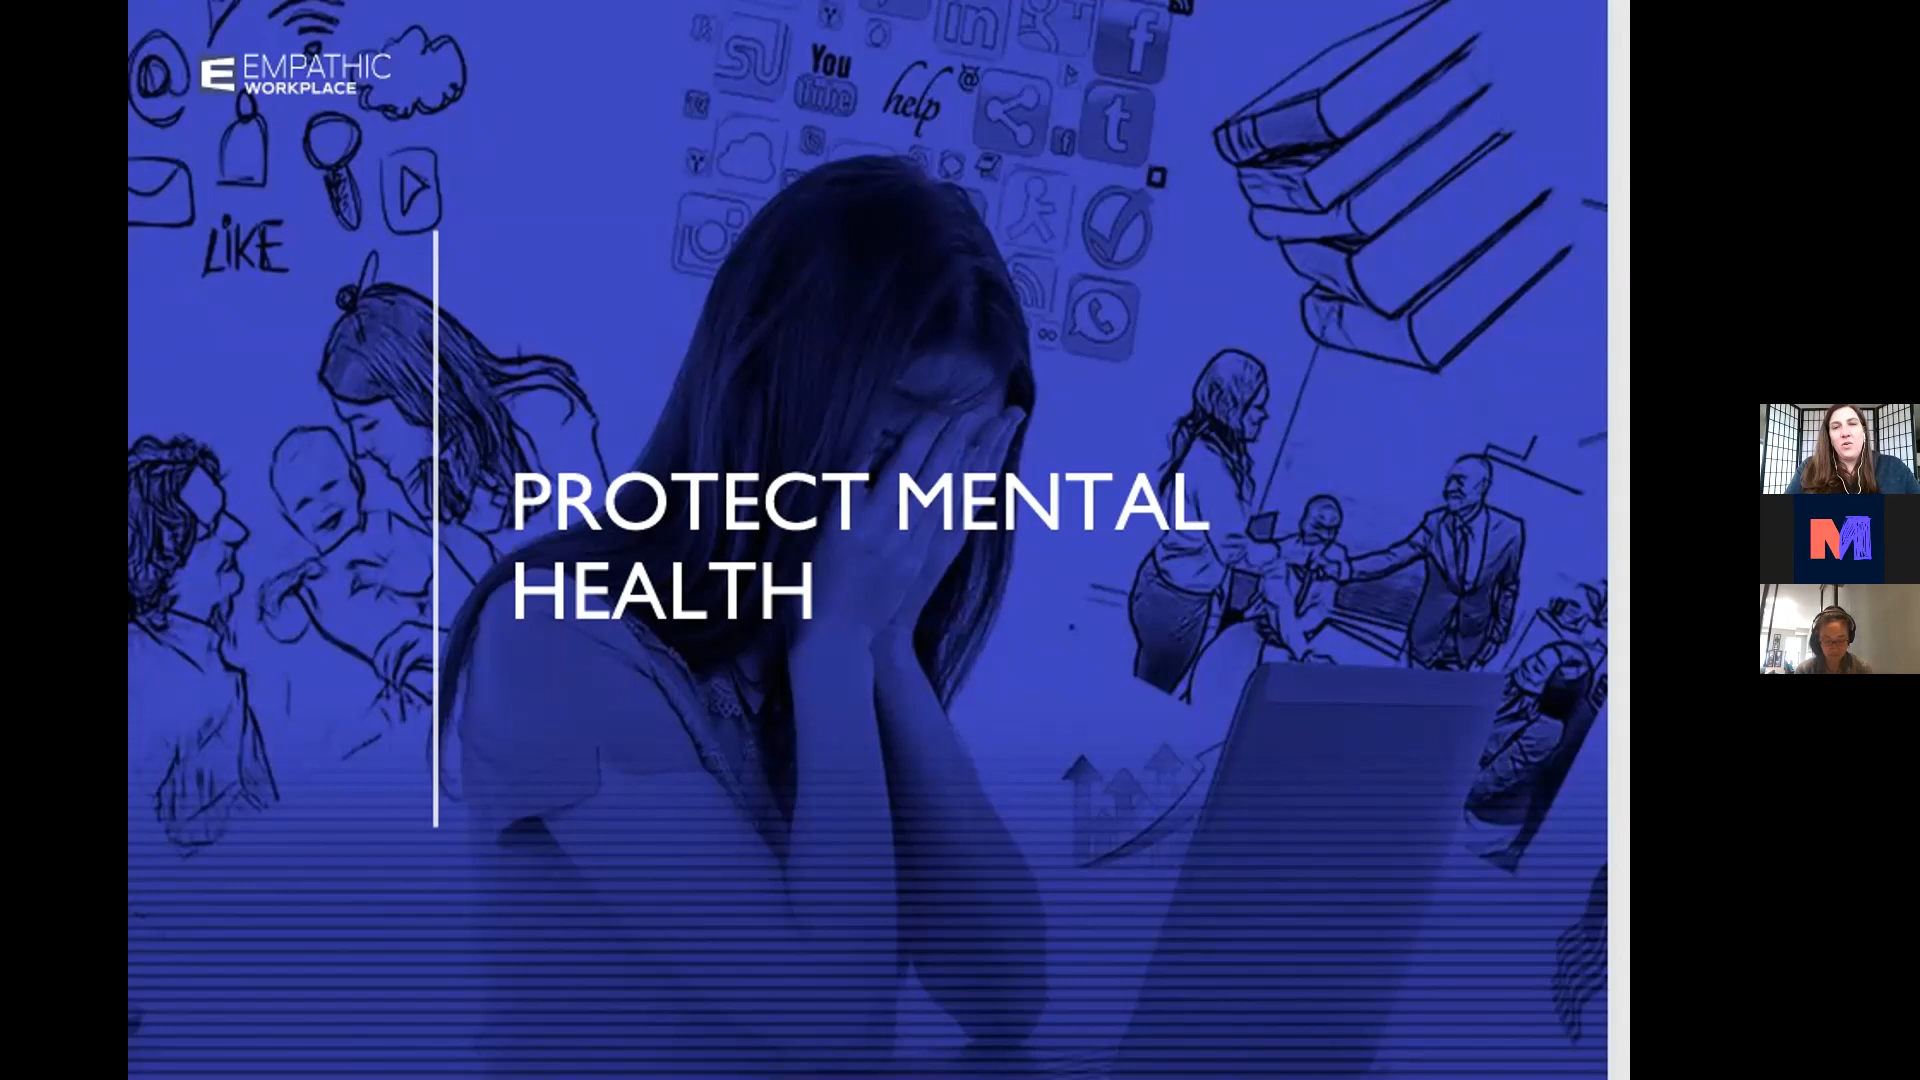 EMPATHIC
WORKPLACE
You
Tube
help
LIKE
PROTECT MENTAL
HEALTH